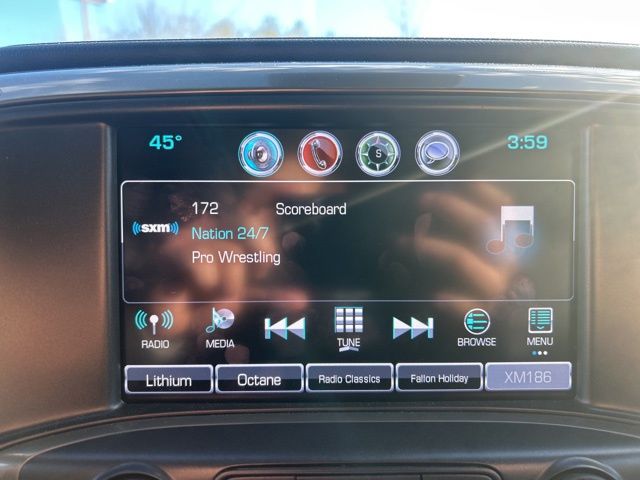 45° 3:59
S
172 Scoreboard
((sxm))
Nation 24/7
Pro Wrestling
RADIO MEDIA TUNE BROWSE MENU
Lithium Octane Radio Classics Fallon Holiday XM186